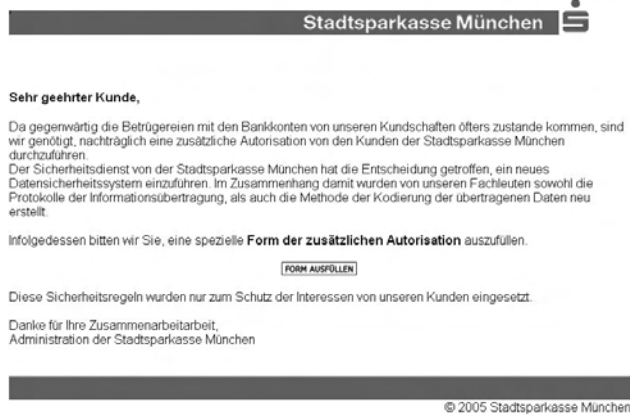 Stadtsparkasse München
Sehr geehrter Kunde,
Da gegenwärtig die Betrügereien mit den Bankkonten von unseren Kundschaften öfters zustande kommen, sind
wir genötigt, nachträglich eine zusätzliche Autorisation von den Kunden der Stadtsparkasse München
durchzuführen.
Der Sicherheitsdienst von der Stadtsparkasse München hat die Entscheidung getroffen, ein neues
Datensicherheitssystem einzuführen. Im Zusammenhang damit wurden von unseren Fachleuten sowohl die
Protokolle der Informationsübertragung, als auch die Methode der Kodierung der übertragenen Daten neu
erstellt.
Infolgedessen bitten wir Sie, eine spezielle Form der zusätzlichen Autorisation auszufüllen.
FORM AUSFÜLLEN
Diese Sicherheitsregeln wurden nur zum Schutz der Interessen von unseren Kunden eingesetzt.
Danke für Ihre Zusammenarbeitarbeit,
Administration der Stadtsparkasse München
© 2005 Stadtsparkasse München